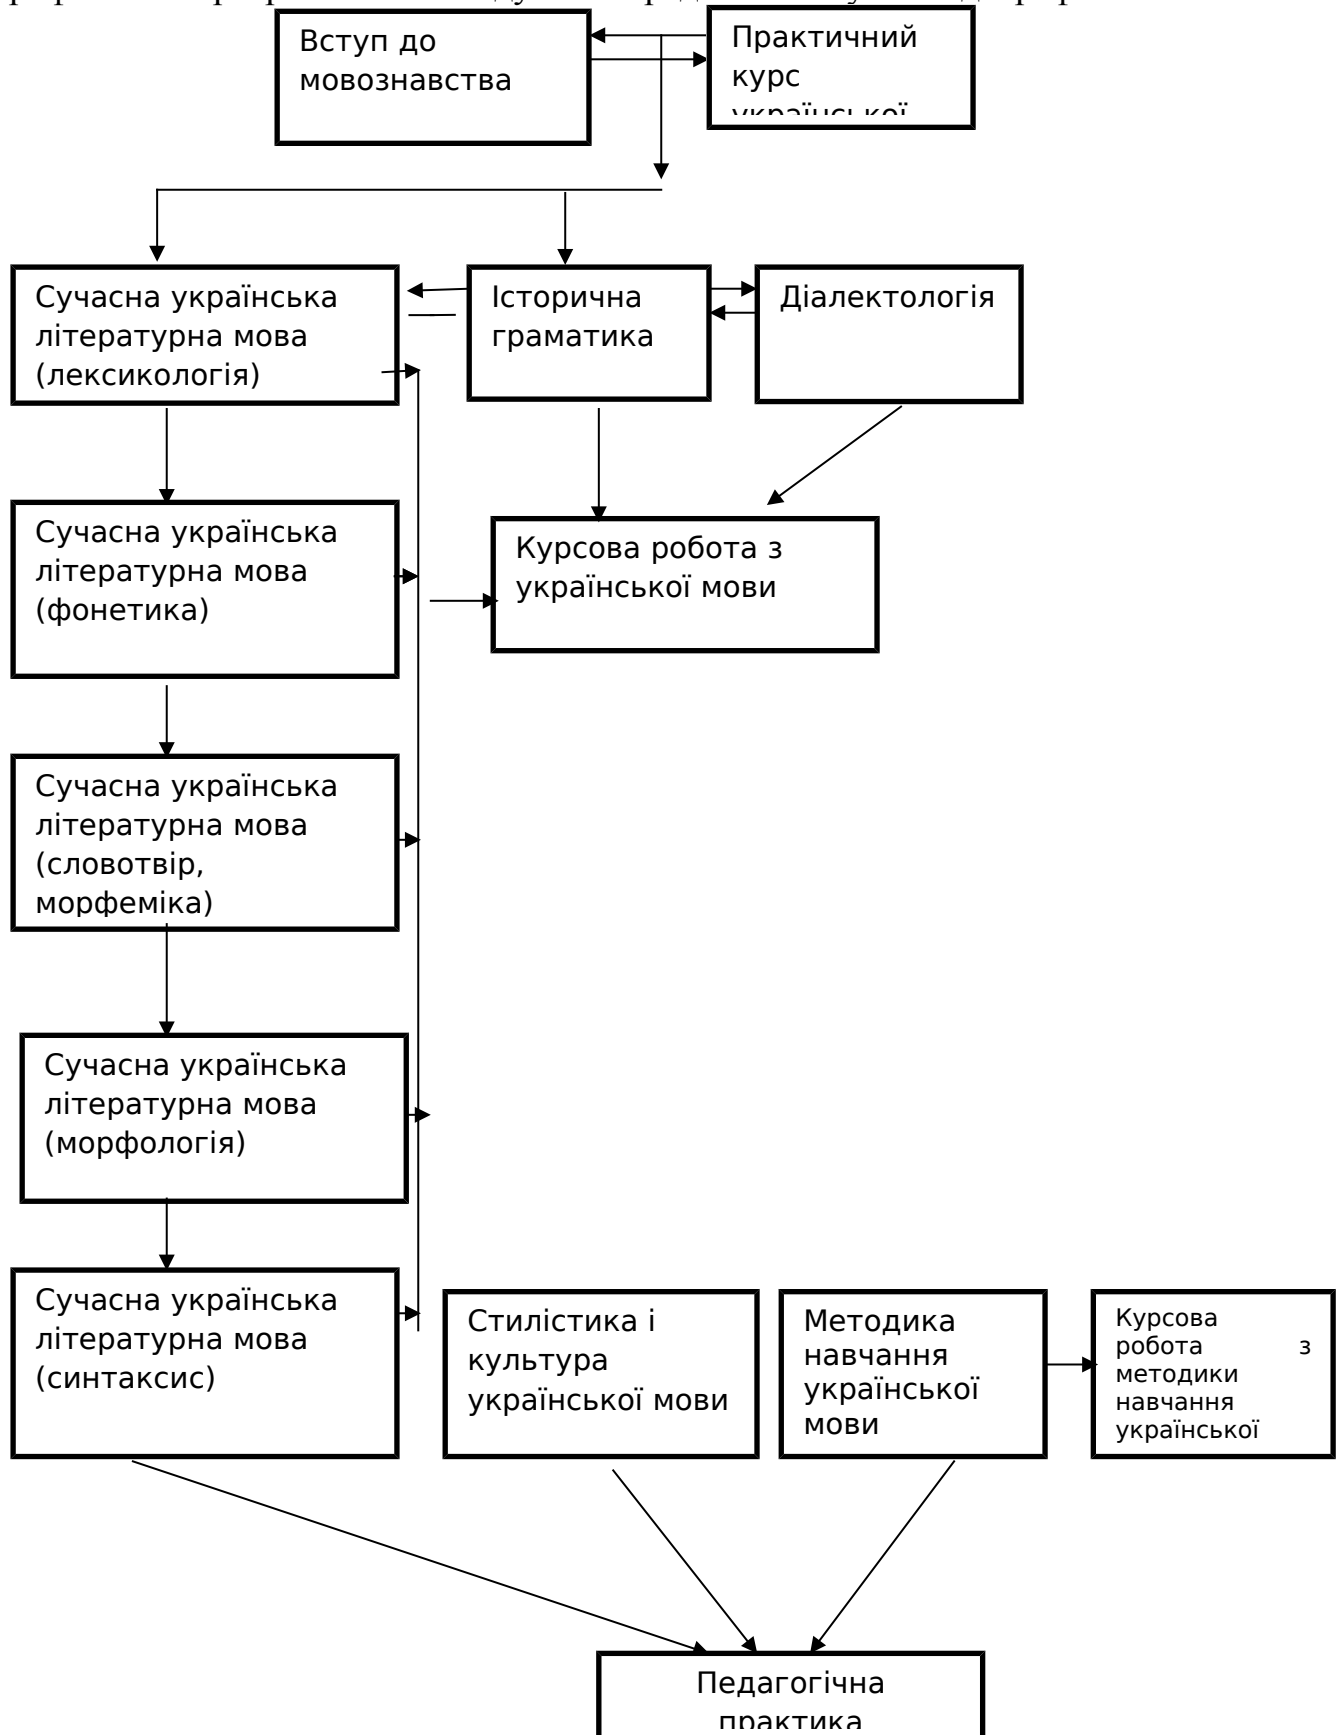 Вступ до
мовознавства
Практичний
курс
української
Сучасна українська
літературна мова
(лексикологія)
Історична
граматика
Діалектологія
Сучасна українська
літературна мова
(фонетика)
Курсова робота з
української мови
Сучасна українська
літературна мова
(словотвір,
морфеміка)
Сучасна українська
літературна мова
(морфологія)
Сучасна українська
літературна мова
(синтаксис)
Стилістика і
культура
української мови
Методика
навчання
української
мови
Курсова
робота з
методики
навчання
української
Педагогічна
практика